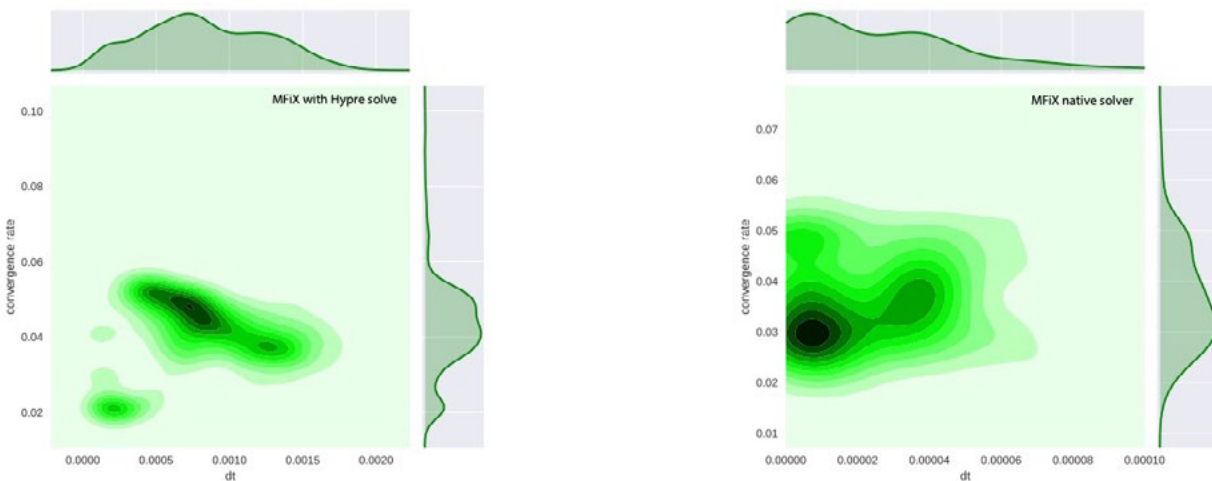 MFiX with Hypre solve
0.10
0.08
0.06
0.04
0.02
convergence rate
0.0000 0.0005 0.0010 0.0015 0.0020
dt
MFiX native solver
0.07
0.06
0.05
0.04
0.03
0.02
0.01
convergence rate
0.00000 0.00002 0.00004 0.00006 0.00008 0.00010
dt